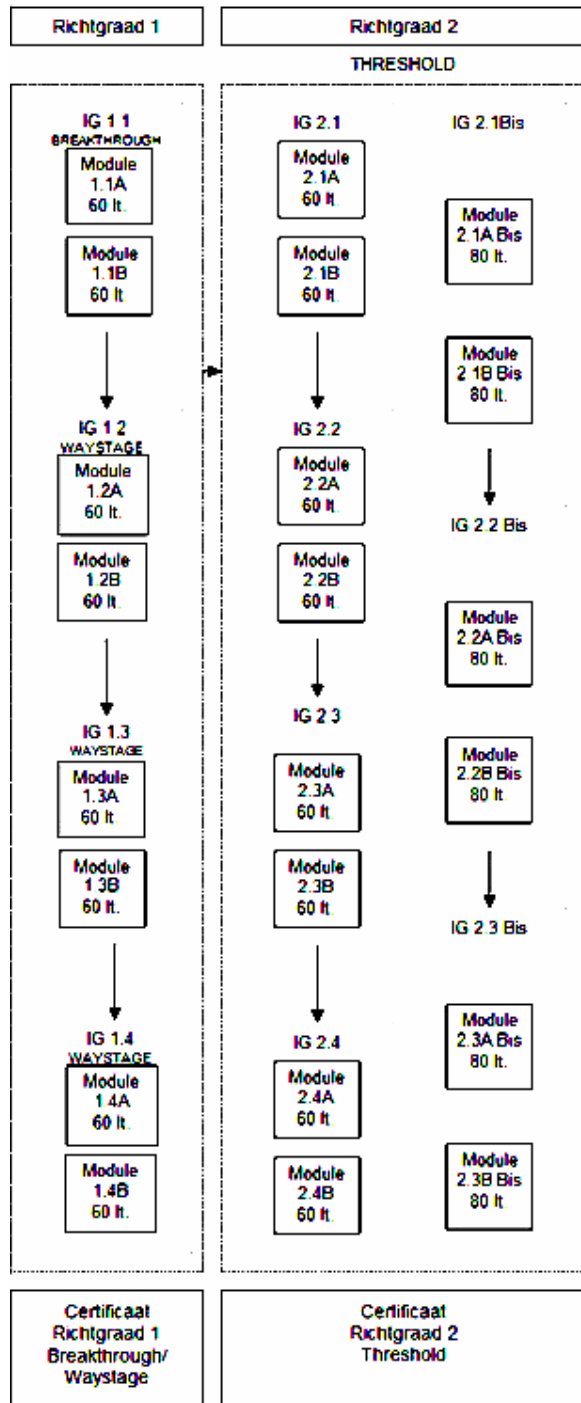 Richtgraad 1
Richtgraad 2
THRESHOLD
IG 1 1
BREAKTHROUGH
Module
1.1A
60 lt.
Module
1.1B
60 lt.
IG 1 2
WAYSTAGE
Module
1.2A
60 lt.
Module
1.2B
60 lt.
IG 1.3
WAYSTAGE
Module
1.3A
60 lt.
Module
1 3B
60 lt.
IG 1.4
WAYSTAGE
Module
1.4A
60 lt.
Module
1.4B
60 lt.
IG 2.1
Module
2.1A
60 lt.
Module
2.1B
60 lt.
IG 2.2
Module
2.2A
60 lt.
Module
2.2B
60 lt.
IG 2 3
Module
2.3A
60 lt.
Module
2.3B
60 lt.
IG 2.4
Module
2.4A
60 lt.
Module
2.4B
60 lt.
IG 2.1Bis
Module
2.1A Bis
80 lt.
Module
2.1B Bis
80 lt.
IG 2.2 Bis
Module
2.2A Bis
80 lt.
Module
2.2B Bis
80 lt.
IG 2.3 Bis
Module
2.3A Bis
80 lt.
Module
2.3B Bis
80 lt.
Certificaat
Richtgraad 1
Breakthrough/
Waystage
Certificaat
Richtgraad 2
Threshold